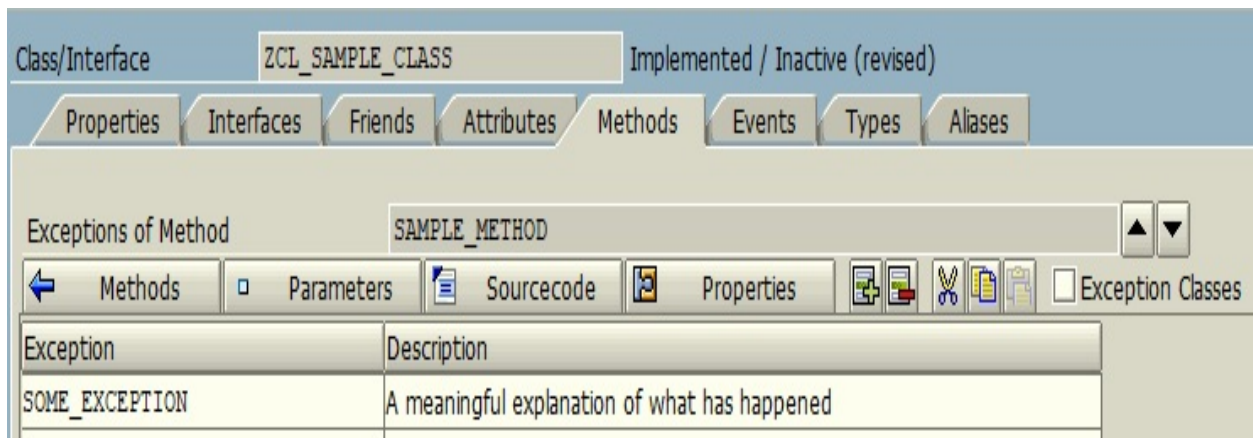 Class/Interface ZCL_SAMPLE_CLASS Implemented / Inactive (revised)
Properties Interfaces Friends Attributes Methods Events Types Aliases
Exceptions of Method SAMPLE_METHOD
Methods Parameters Sourcecode Properties Exception Classes
Exception Description
SOME_EXCEPTION A meaningful explanation of what has happened